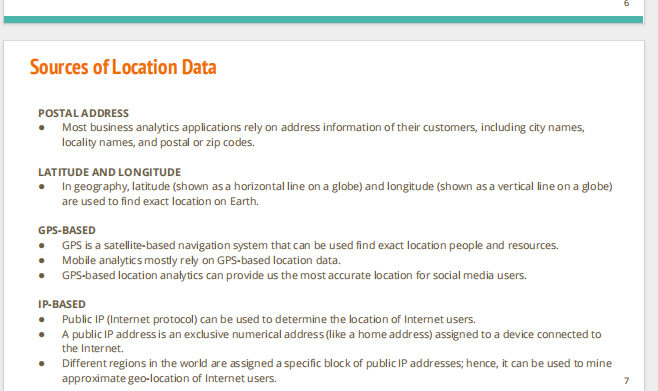 6
Sources of Location Data
POSTAL ADDRESS
● Most business analytics applications rely on address information of their customers, including city names,
locality names, and postal or zip codes.
LATITUDE AND LONGITUDE
● In geography, latitude (shown as a horizontal line on a globe) and longitude (shown as a vertical line on a globe)
are used to find exact location on Earth.
GPS-BASED
● GPS is a satellite-based navigation system that can be used find exact location people and resources.
● Mobile analytics mostly rely on GPS-based location data.
● GPS-based location analytics can provide us the most accurate location for social media users.
IP-BASED
● Public IP (Internet protocol) can be used to determine the location of Internet users.
● A public IP address is an exclusive numerical address (like a home address) assigned to a device connected to
the Internet.
● Different regions in the world are assigned a specific block of public IP addresses; hence, it can be used to mine
approximate geo-location of Internet users.
7